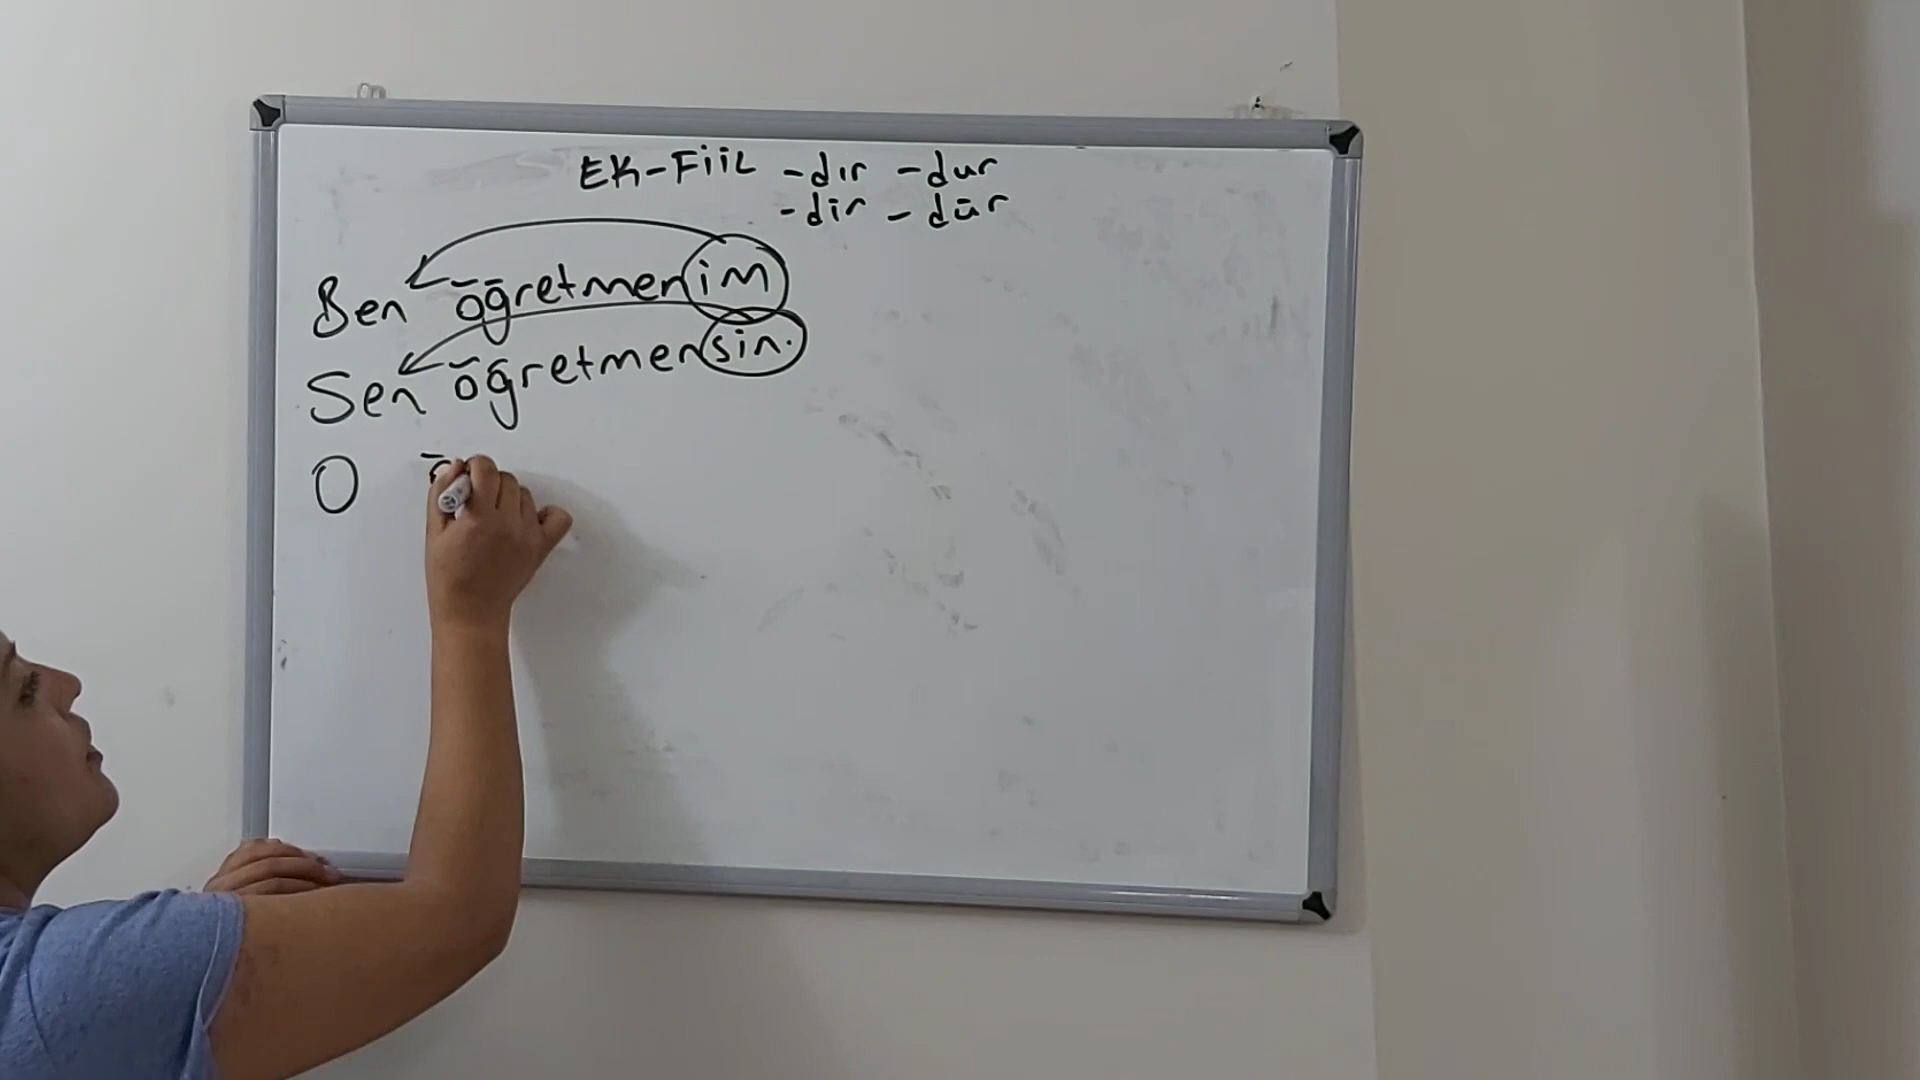 EK-FiiL -dır -dur
-dir -dür
Ben öğretmenim
Sen öğretmensin.
O ö